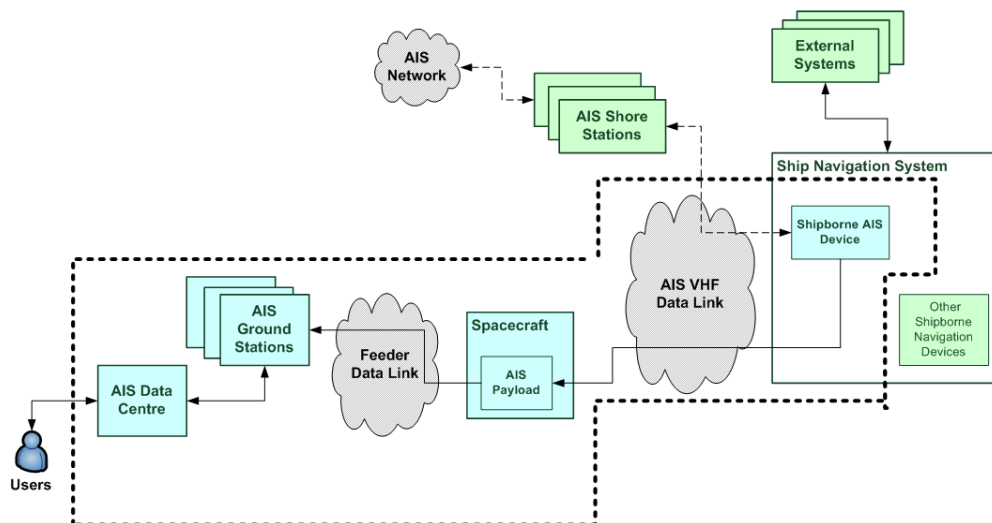 AIS
Network
External
Systems
AIS Shore
Stations
Ship Navigation System
Shipborne AIS
Device
AIS VHF
Data Link
AIS
Ground
Stations
Feeder
Data Link
Spacecraft
AIS
Payload
Other
Shipborne
Navigation
Devices
AIS Data
Centre
Users